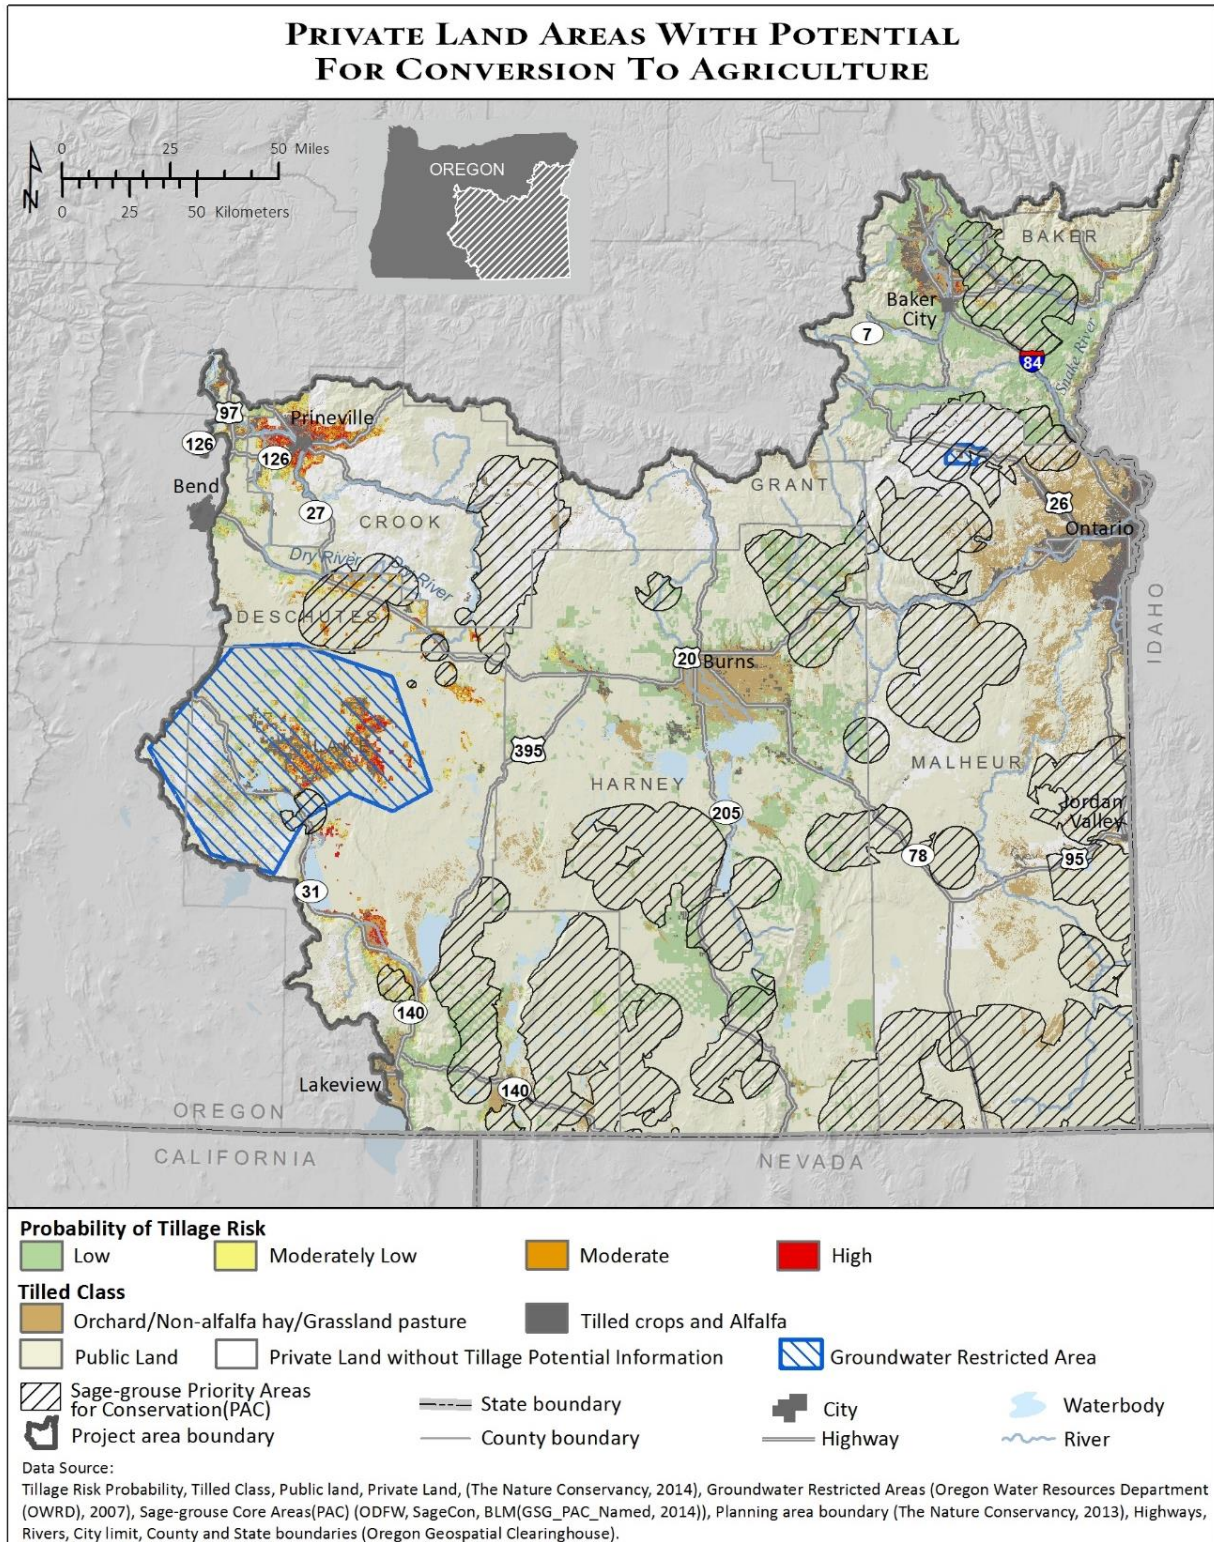 PRIVATE LAND AREAS WITH POTENTIAL
FOR CONVERSION TO AGRICULTURE
0 25 50 Miles
0 25 50 Kilometers
N
OREGON
BAKER
Baker
City
7
84
Snake River
97
Prineville
126
126
Bend
27
CROOK
GRANT
26
Ontario
Dry River
Dry River
DESCHUTES
IDAHO
20
Burns
LAKE
395
HARNEY
MALHEUR
205
Jordan
Valley
78
95
31
140
Lakeview
140
OREGON
CALIFORNIA
NEVADA
Probability of Tillage Risk
Low
Moderately Low
Moderate
High
Tilled Class
Orchard/Non-alfalfa hay/Grassland pasture
Tilled crops and Alfalfa
Public Land
Private Land without Tillage Potential Information
Groundwater Restricted Area
Sage-grouse Priority Areas
for Conservation(PAC)
State boundary
City
Waterbody
Project area boundary
County boundary
Highway
River
Data Source:
Tillage Risk Probability, Tilled Class, Public land, Private Land, (The Nature Conservancy, 2014), Groundwater Restricted Areas (Oregon Water Resources Department
(OWRD), 2007), Sage-grouse Core Areas(PAC) (ODFW, SageCon, BLM(GSG_PAC_Named, 2014)), Planning area boundary (The Nature Conservancy, 2013), Highways,
Rivers, City limit, County and State boundaries (Oregon Geospatial Clearinghouse).